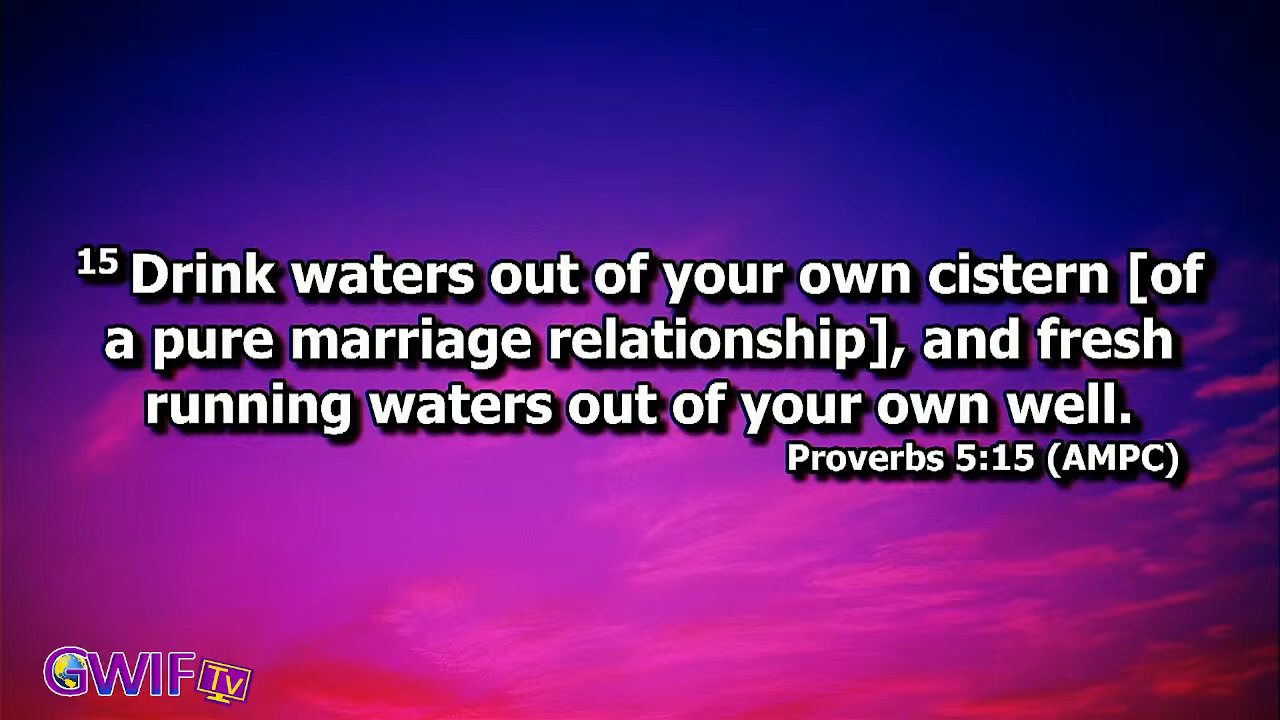 15 Drink waters out of your own cistern [of
a pure marriage relationship], and fresh
running waters out of your own well.
Proverbs 5:15 (AMPC)
GWIF Tv